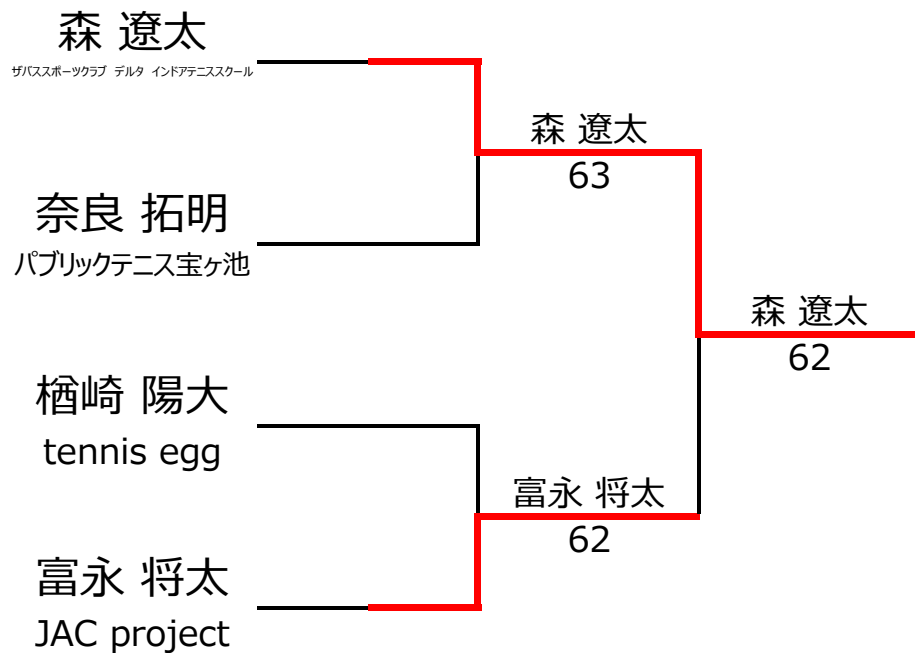 森 遼太
ザバススポーツクラブ デルタ インドアテニススクール
森 遼太
63
奈良 拓明
パブリックテニス宝ヶ池
森 遼太
62
楢崎 陽大
tennis egg
富永 将太
62
富永 将太
JAC project